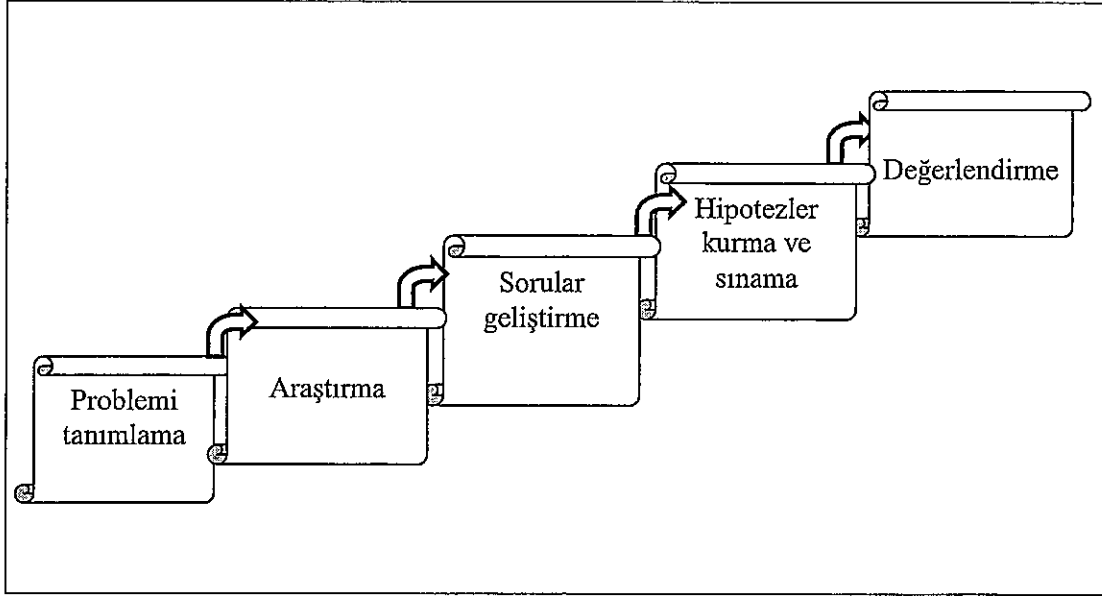 Problemi
tanımlama
Araştırma
Sorular
geliştirme
Hipotezler
kurma ve
sınama
Değerlendirme